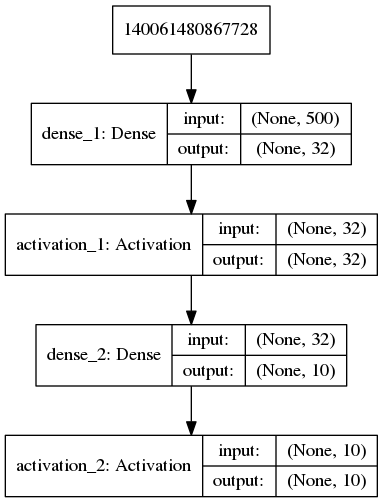 140061480867728
dense_1: Dense
input:
(None, 500)
output:
(None, 32)
activation_1: Activation
input:
(None, 32)
output:
(None, 32)
dense_2: Dense
input:
(None, 32)
output:
(None, 10)
activation_2: Activation
input:
(None, 10)
output:
(None, 10)